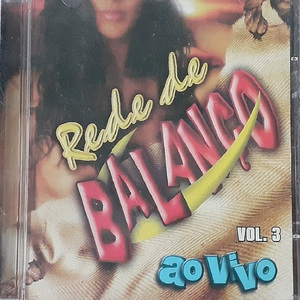 Rede de
BALANÇO
VOL. 3
ao vivo